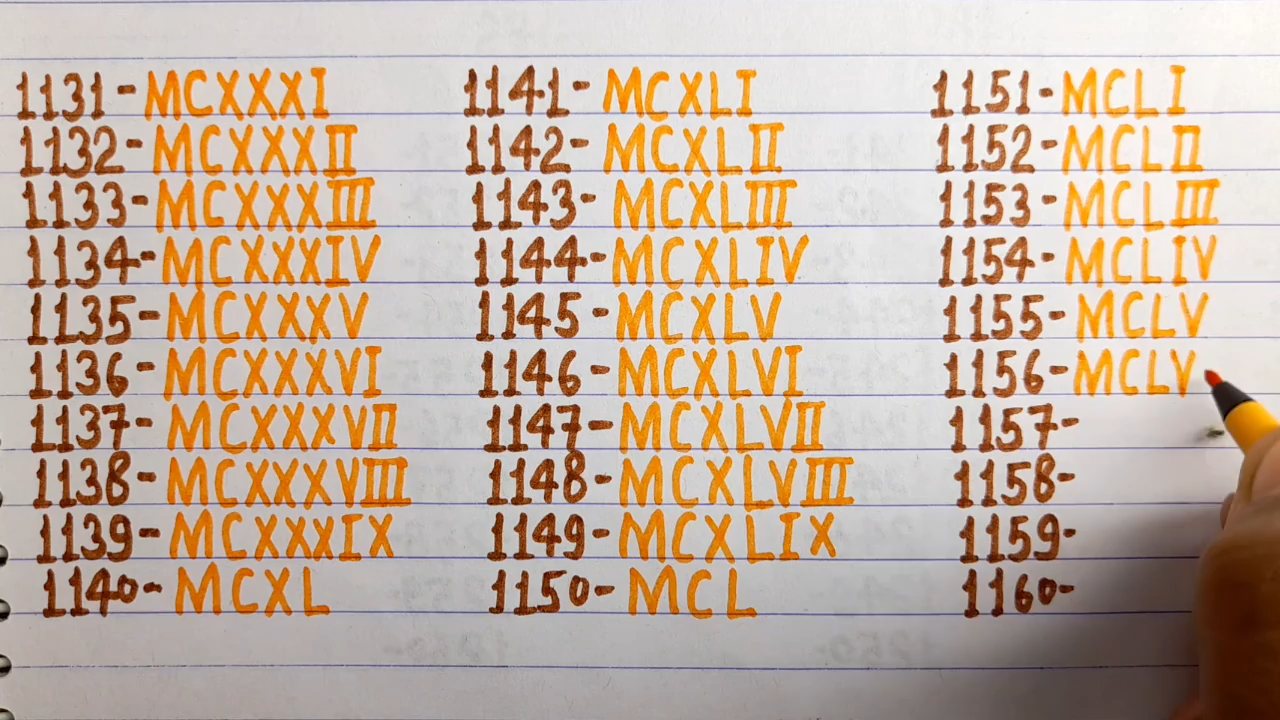 1131-MCXXXI
1132-MCXXXII
1133-MCXXXIII
1134-MCXXXIV
1135-MCXXXV
1136-MCXXXVI
1137-MCXXXVII
1138-MCXXXVIII
1139-MCXXXIX
1140-MCXL
1141-MCXLI
1142-MCXLII
1143-MCXLIII
1144-MCXLIV
1145-MCXLV
1146-MCXLVI
1147-MCXLVII
1148-MCXLVIII
1149-MCXLIX
1150-MCL
1151-MCLI
1152-MCLII
1153-MCLIII
1154-MCLIV
1155-MCLV
1156-MCLV
1157-
1158-
1159-
1160-